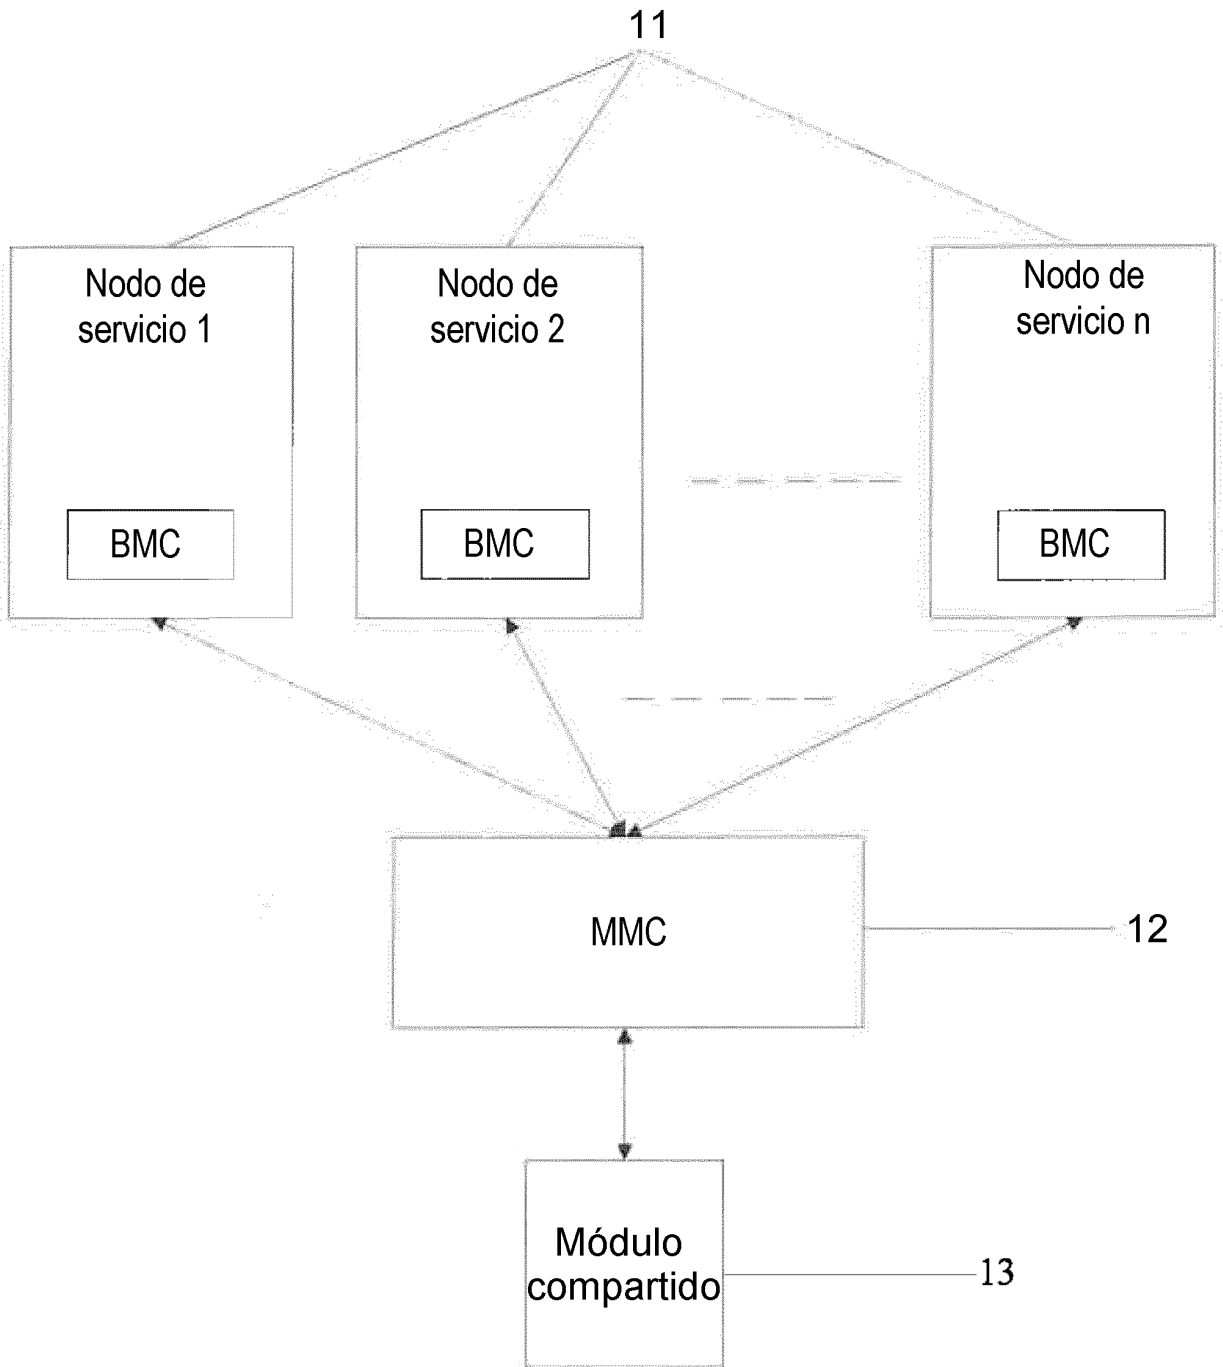 11
Nodo de
servicio 1
Nodo de
servicio 2
Nodo de
servicio n
BMC
BMC
BMC
MMC
12
Módulo
compartido
13